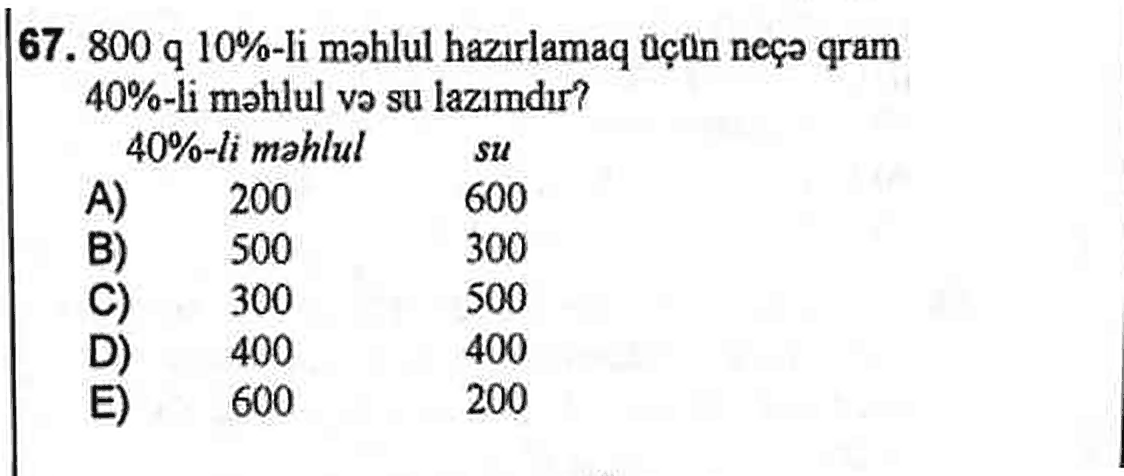 67. 800 q 10%-li məhlul hazırlamaq üçün neçə qram
40%-li məhlul və su lazımdır?
40%-li məhlul su
A) 200 600
B) 500 300
C) 300 500
D) 400 400
E) 600 200